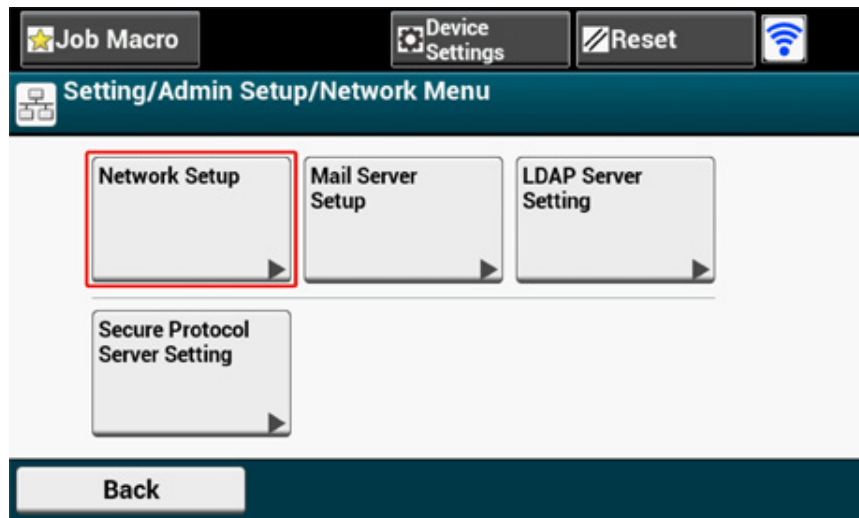 Job Macro
Device
Settings
Reset
Setting/Admin Setup/Network Menu
Network Setup
Mail Server
Setup
LDAP Server
Setting
Secure Protocol
Server Setting
Back